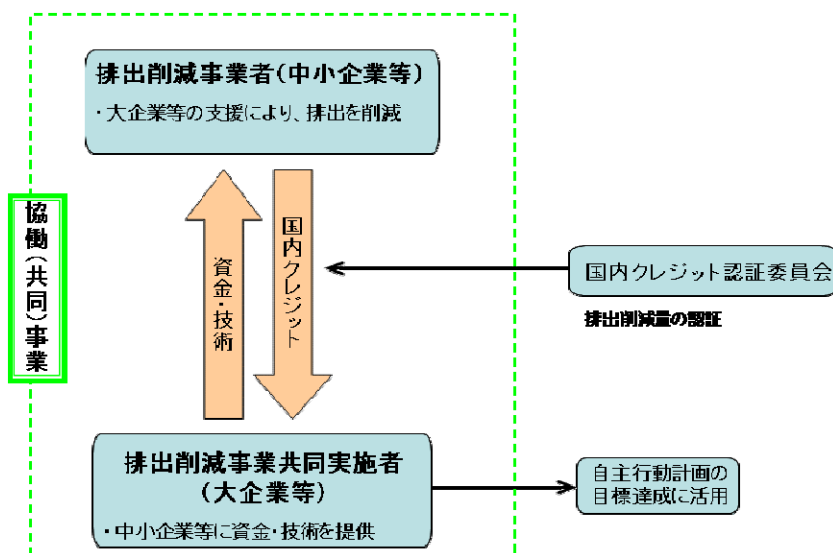 排出削減事業者(中小企業等)
・大企業等の支援により、排出を削減
協働(共同)事業
資金・技術
国内クレジット
国内クレジット認証委員会
排出削減量の認証
排出削減事業共同実施者
(大企業等)
・中小企業等に資金・技術を提供
自主行動計画の
目標達成に活用